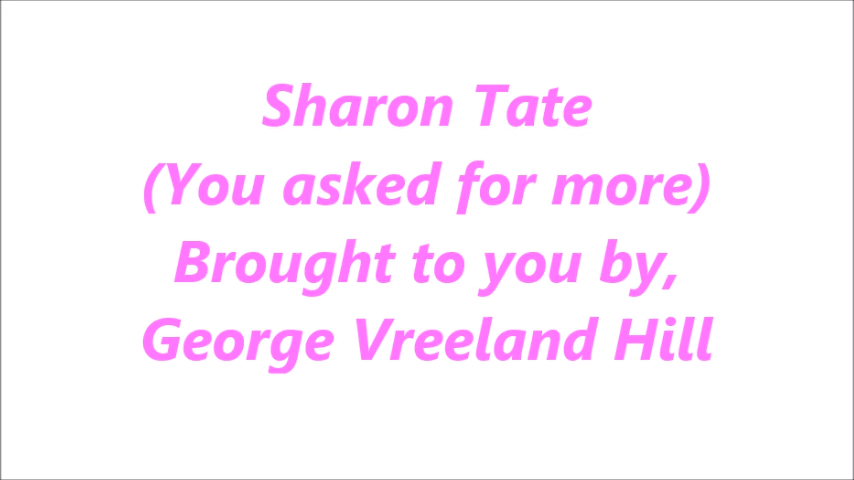 Sharon Tate
(You asked for more)
Brought to you by,
George Vreeland Hill